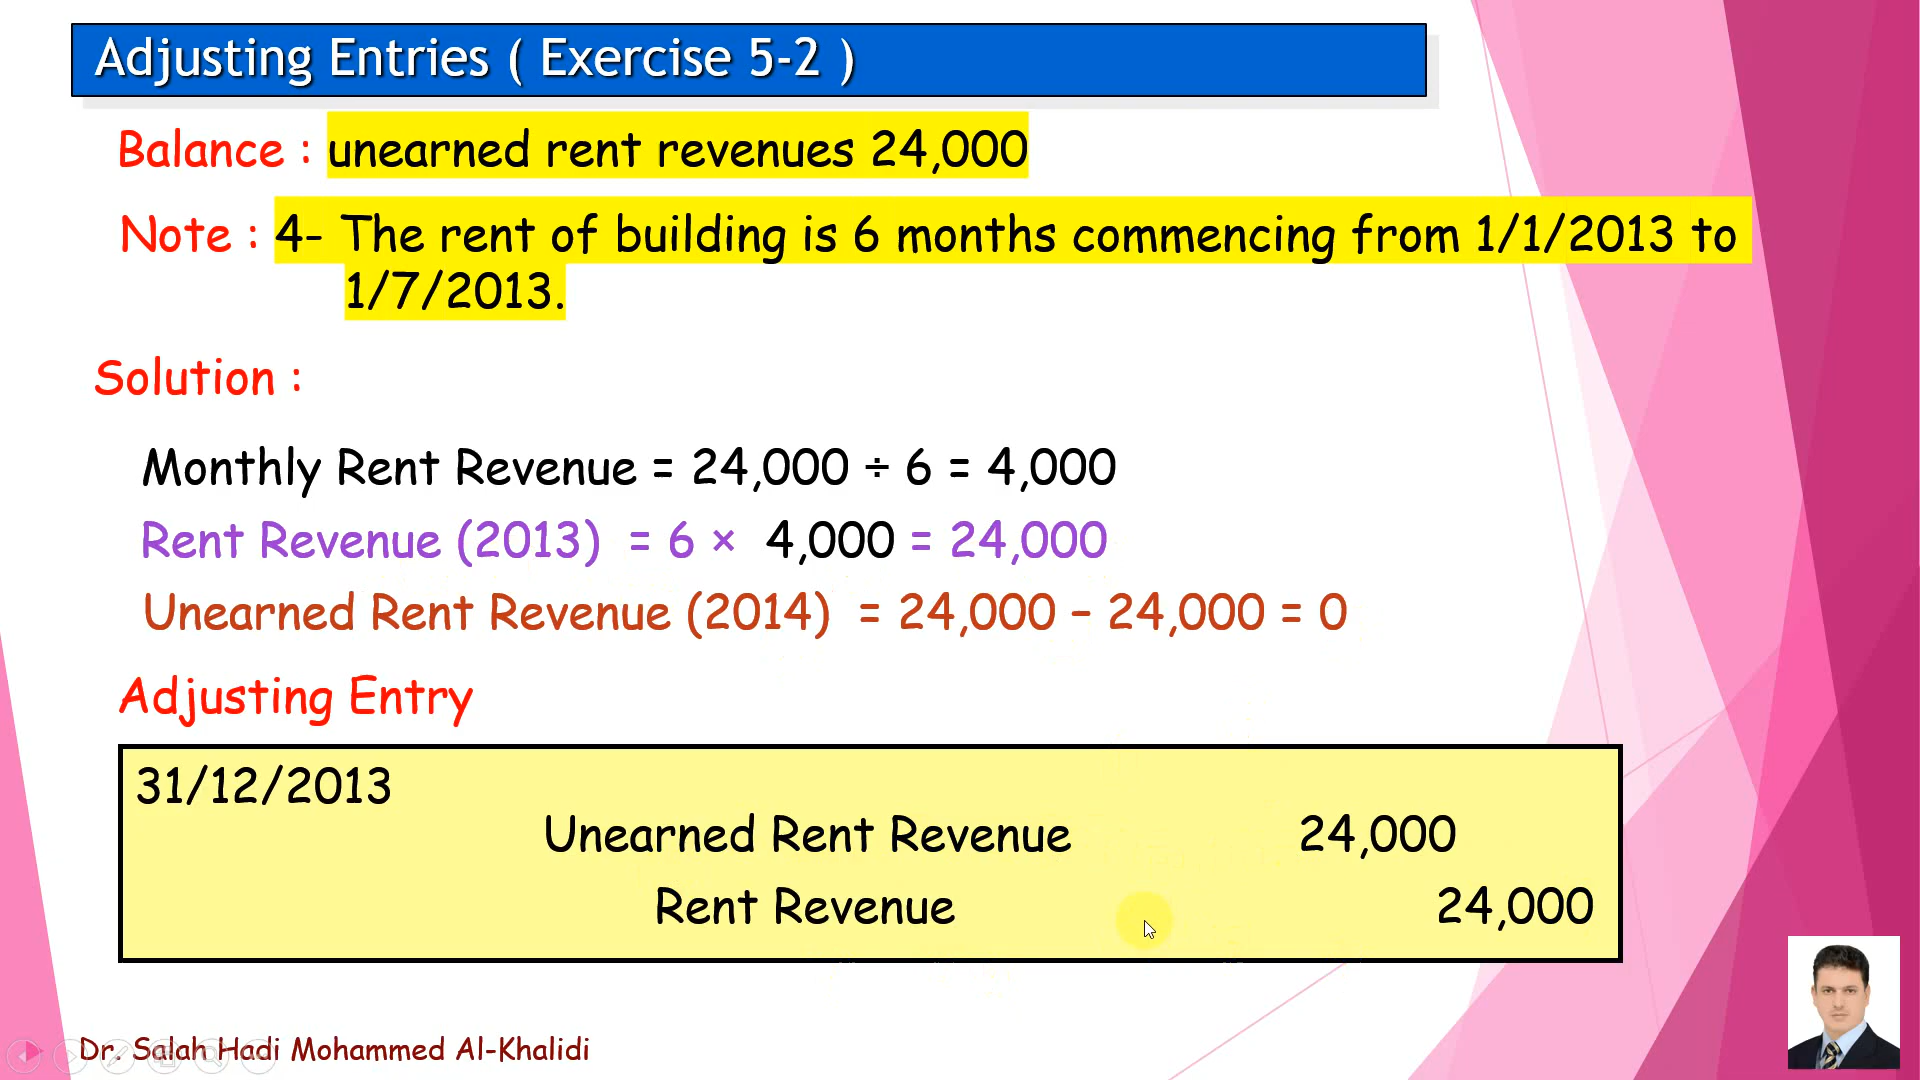 Adjusting Entries ( Exercise 5-2 )
Balance : unearned rent revenues 24,000
Note : 4- The rent of building is 6 months commencing from 1/1/2013 to
1/7/2013.
Solution :
Monthly Rent Revenue = 24,000 ÷ 6 = 4,000
Rent Revenue (2013) = 6 × 4,000 = 24,000
Unearned Rent Revenue (2014) = 24,000 – 24,000 = 0
Adjusting Entry
31/12/2013
Unearned Rent Revenue 24,000
Rent Revenue 24,000
Dr. Salah Hadi Mohammed Al-Khalidi